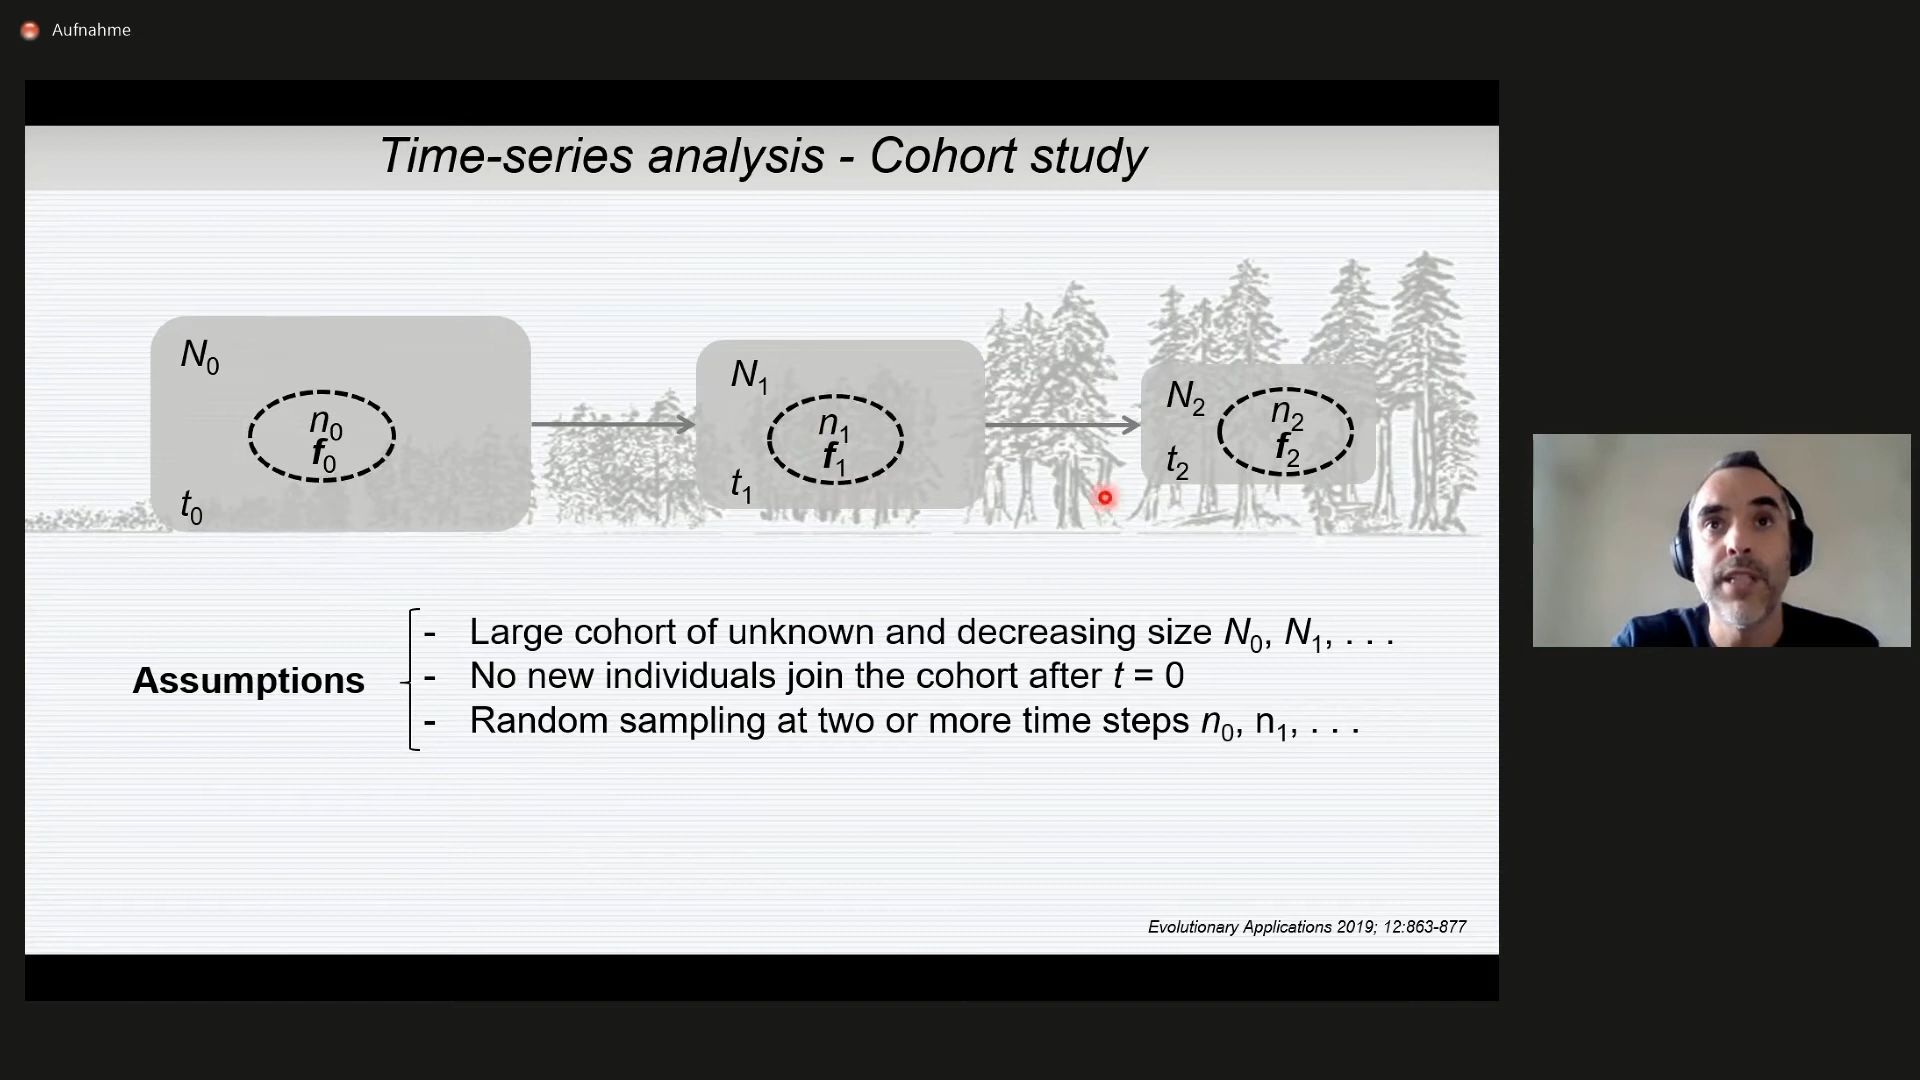 Aufnahme
Time-series analysis - Cohort study
N0
n0
f0
t0
N1
n1
f1
t1
N2
n2
f2
t2
Assumptions
- Large cohort of unknown and decreasing size N0, N1, . . .
- No new individuals join the cohort after t = 0
- Random sampling at two or more time steps n0, n1, . . .
Evolutionary Applications 2019; 12:863-877